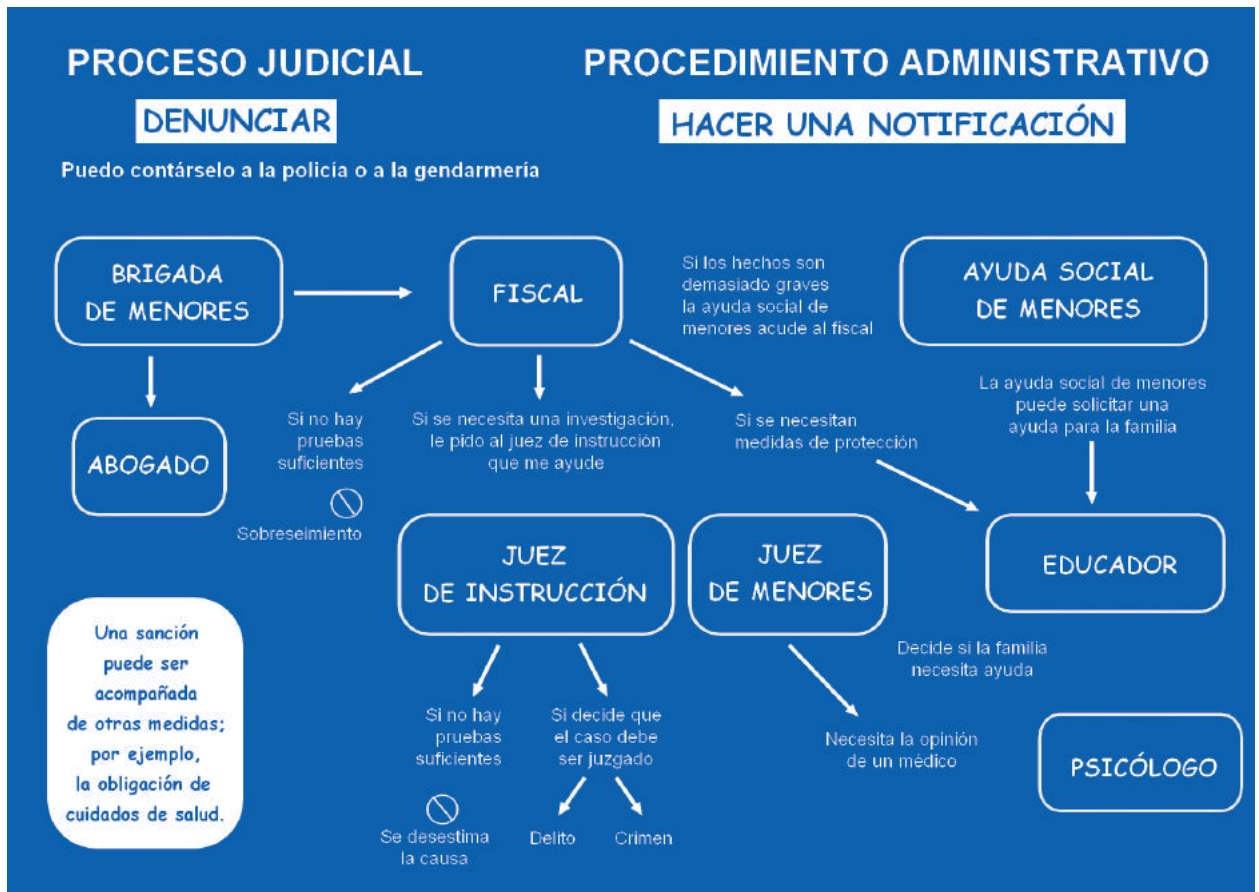 PROCESO JUDICIAL
DENUNCIAR
Puedo contárselo a la policía o a la gendarmería
PROCEDIMIENTO ADMINISTRATIVO
HACER UNA NOTIFICACIÓN
BRIGADA
DE MENORES
FISCAL
Si los hechos son
demasiado graves
la ayuda social de
menores acude al fiscal
AYUDA SOCIAL
DE MENORES
ABOGADO
Si no hay
pruebas
suficientes
Sobreseimiento
Si se necesita una investigación,
le pido al juez de instrucción
que me ayude
Si se necesitan
medidas de protección
La ayuda social de menores
puede solicitar una
ayuda para la familia
JUEZ
DE INSTRUCCIÓN
JUEZ
DE MENORES
EDUCADOR
Una sanción
puede ser
acompañada
de otras medidas;
por ejemplo,
la obligación de
cuidados de salud.
Si no hay
pruebas
suficientes
Se desestima
la causa
Si decide que
el caso debe
ser juzgado
Delito
Crimen
Decide si la familia
necesita ayuda
Necesita la opinión
de un médico
PSICÓLOGO